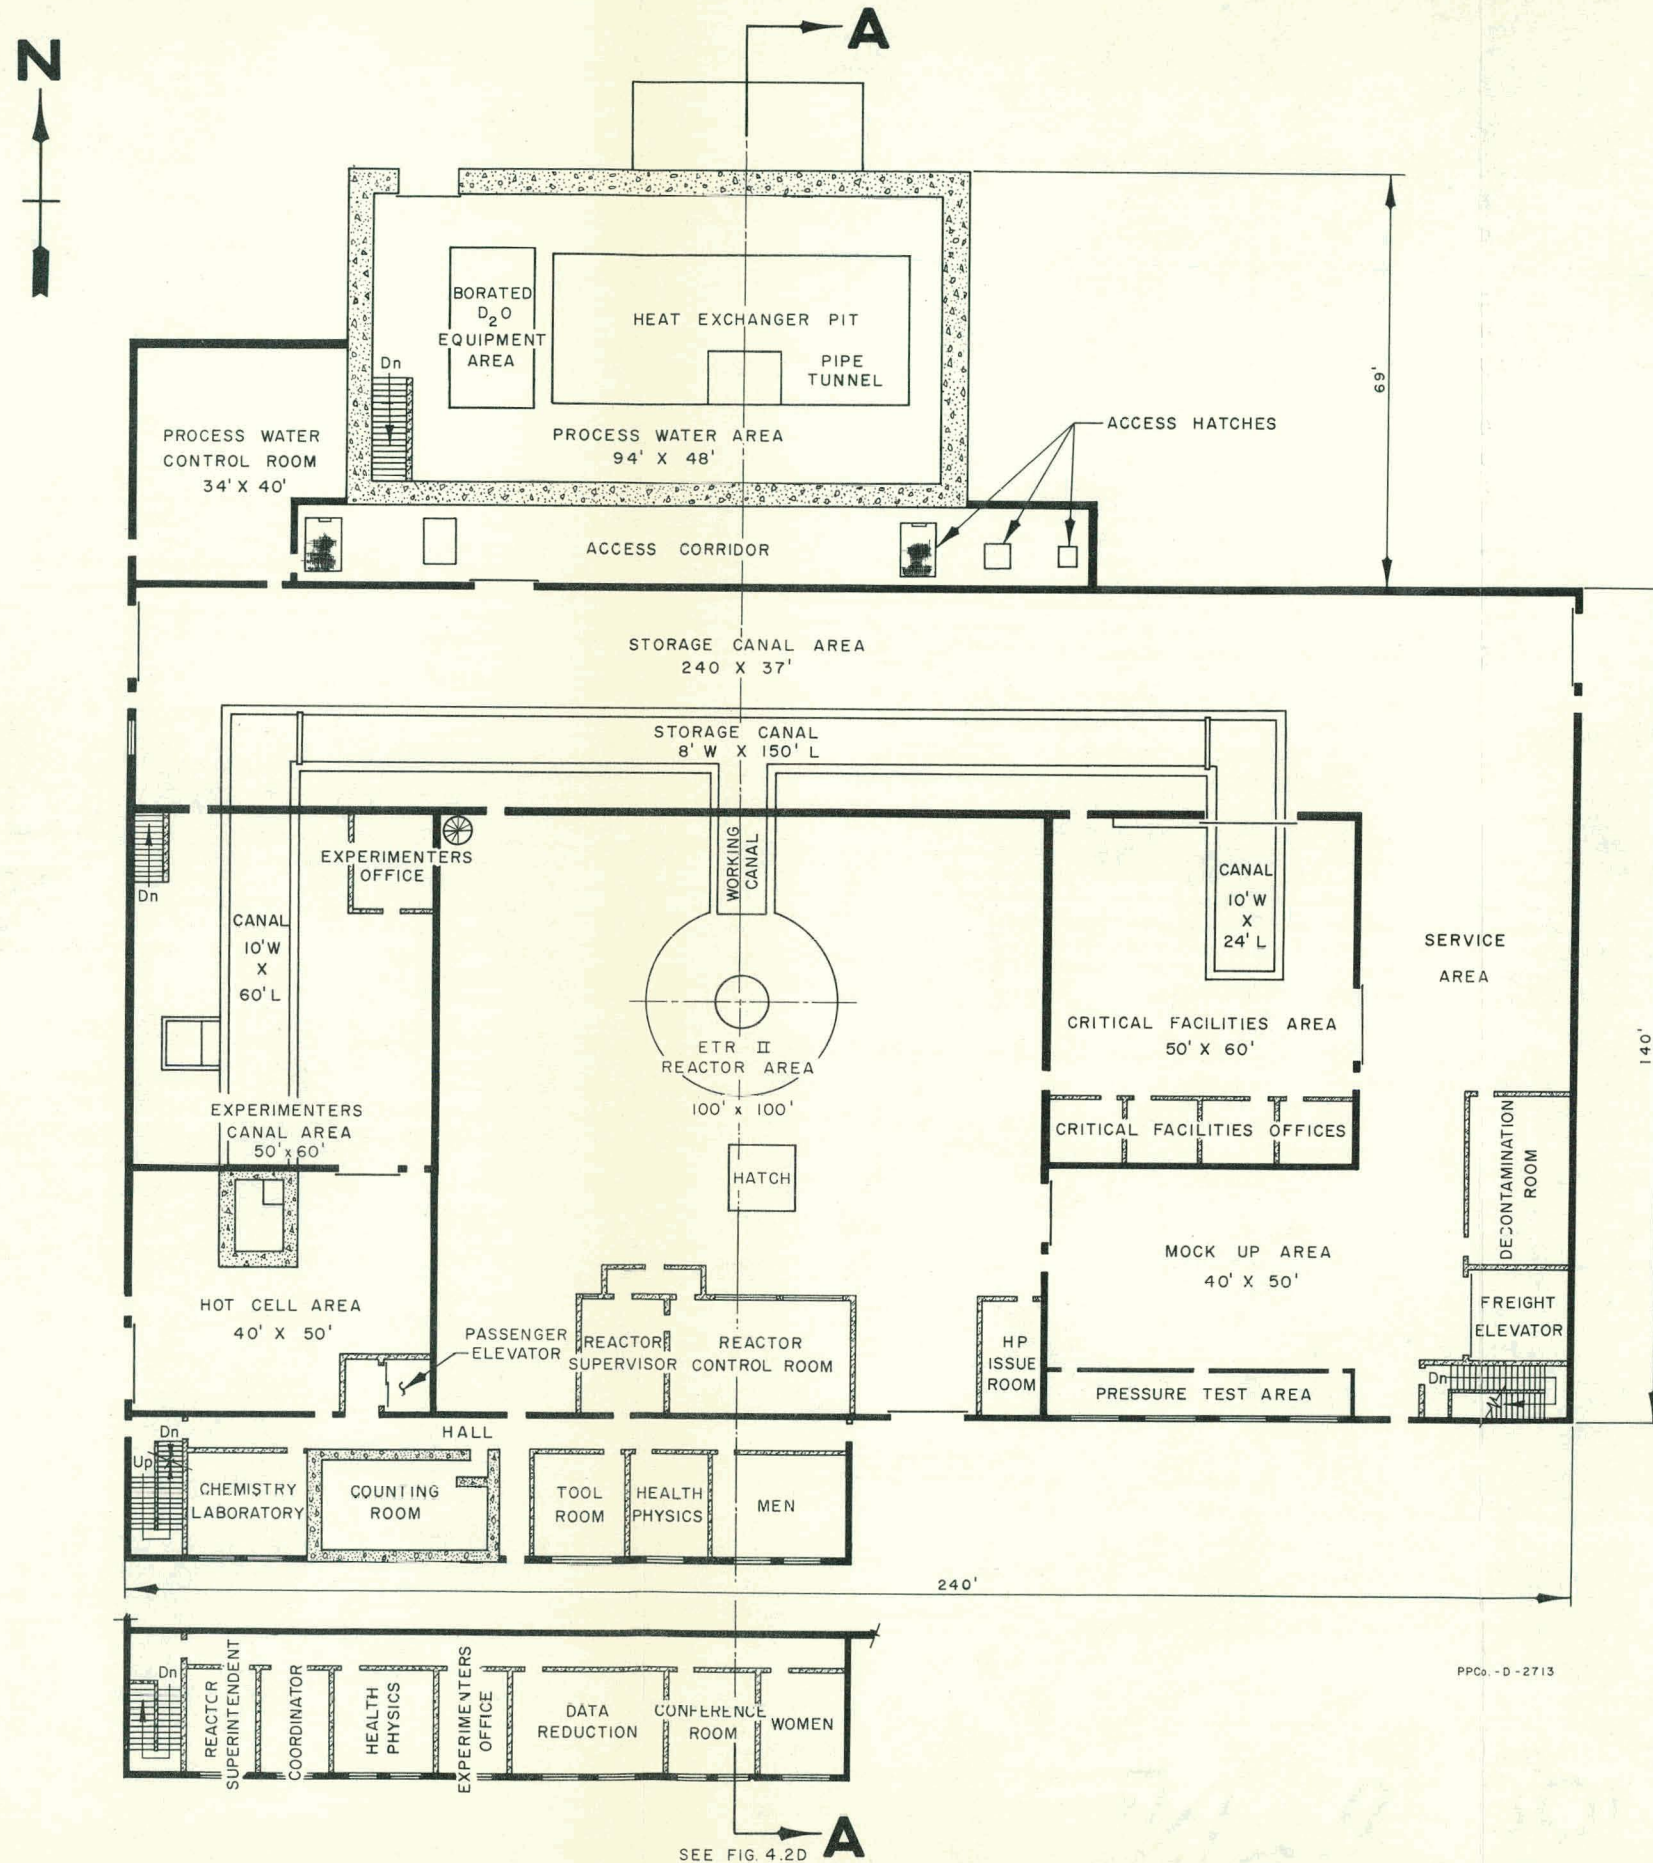 A
N
BORATED
D2O
EQUIPMENT
AREA
HEAT EXCHANGER PIT
PIPE
TUNNEL
Dn
69'
ACCESS HATCHES
PROCESS WATER
CONTROL ROOM
34' X 40'
PROCESS WATER AREA
94' X 48'
ACCESS CORRIDOR
STORAGE CANAL AREA
240 X 37'
STORAGE CANAL
8' W X 150' L
Dn
EXPERIMENTERS
OFFICE
WORKING
CANAL
CANAL
10'W
X
60'L
CANAL
10'W
X
24'L
SERVICE
AREA
ETR II
REACTOR AREA
100' x 100'
CRITICAL FACILITIES AREA
50' X 60'
140'
EXPERIMENTERS
CANAL AREA
50' x 60'
CRITICAL FACILITIES OFFICES
DECONTAMINATION
ROOM
HATCH
MOCK UP AREA
40' X 50'
HOT CELL AREA
40' X 50'
PASSENGER
ELEVATOR
REACTOR
SUPERVISOR
REACTOR
CONTROL ROOM
HP
ISSUE
ROOM
FREIGHT
ELEVATOR
PRESSURE TEST AREA
Dn
HALL
Dn
Up
CHEMISTRY
LABORATORY
COUNTING
ROOM
TOOL
ROOM
HEALTH
PHYSICS
MEN
240'
Dn
REACTOR
SUPERINTENDENT
COORDINATOR
HEALTH
PHYSICS
EXPERIMENTERS
OFFICE
DATA
REDUCTION
CONFERENCE
ROOM
WOMEN
PPCo.-D-2713
A
SEE FIG. 4.2D